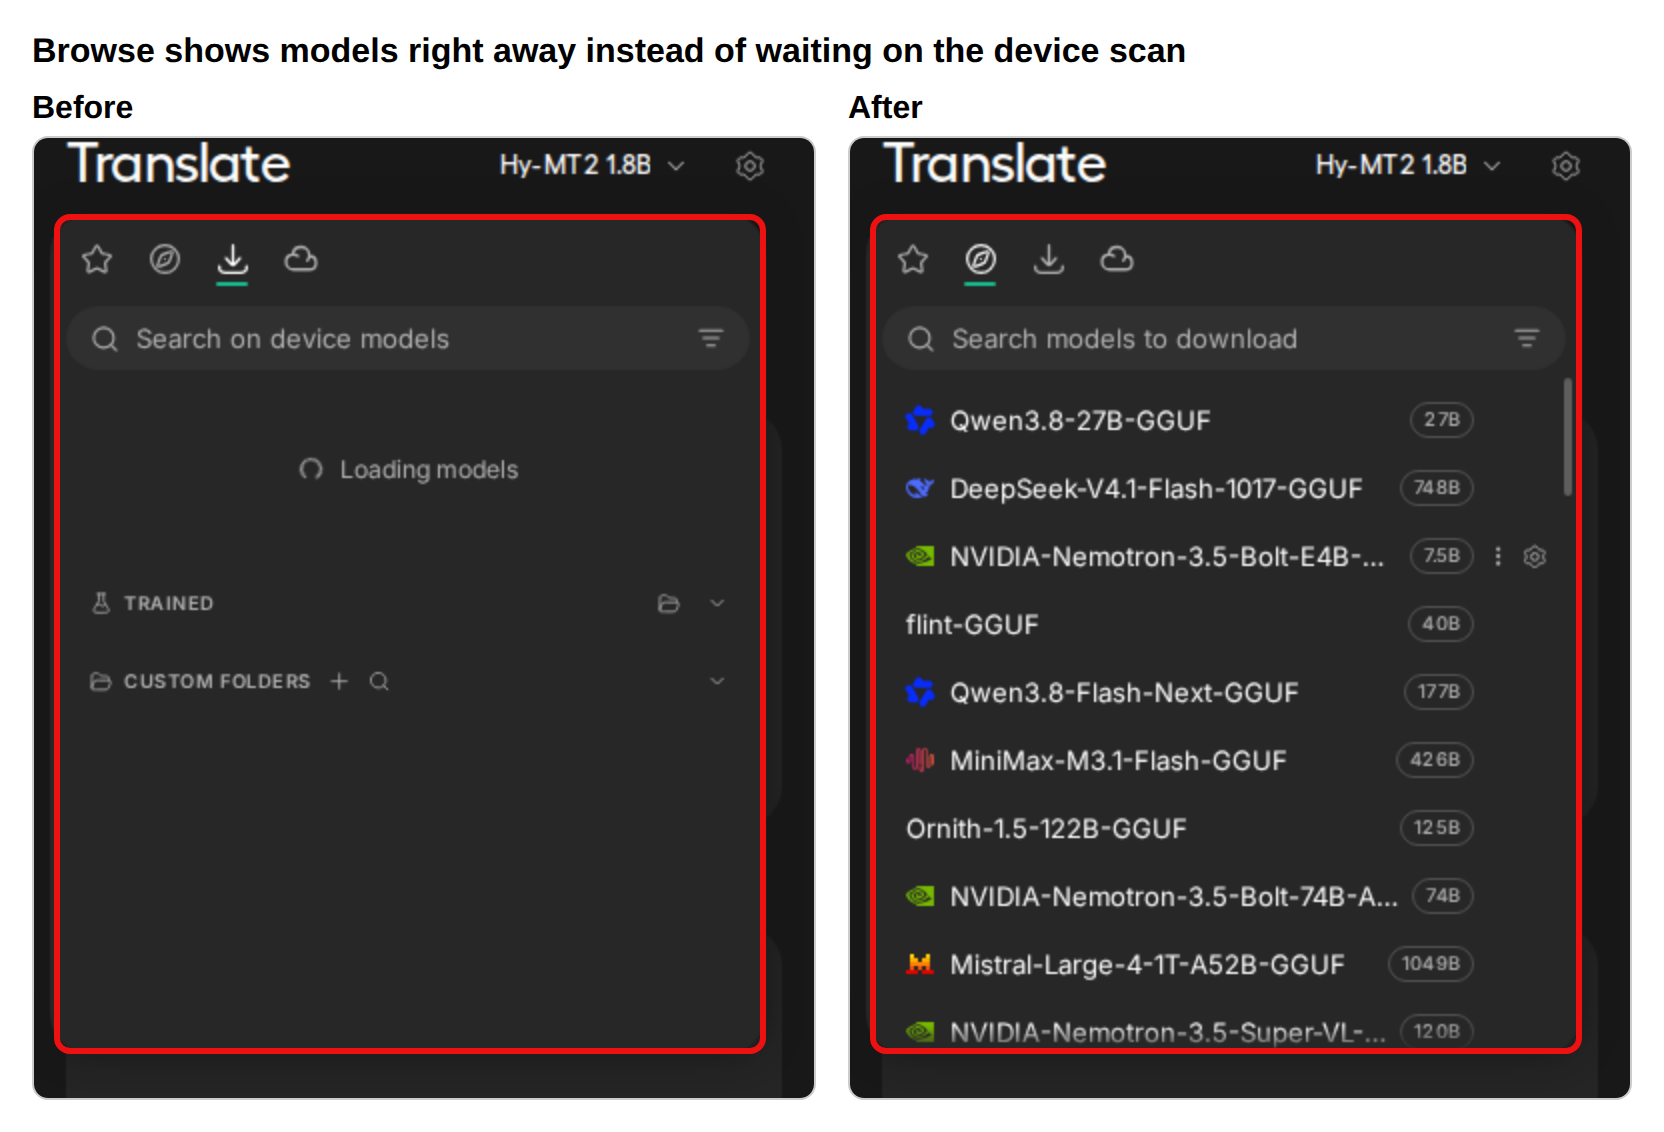 Browse shows models right away instead of waiting on the device scan
Before
Translate
Hy-MT2 1.8B
Search on device models
Loading models
TRAINED
CUSTOM FOLDERS
After
Translate
Hy-MT2 1.8B
Search models to download
Qwen3.8-27B-GGUF 27B
DeepSeek-V4.1-Flash-1017-GGUF 748B
NVIDIA-Nemotron-3.5-Bolt-E4B-... 7.5B
flint-GGUF 40B
Qwen3.8-Flash-Next-GGUF 177B
MiniMax-M3.1-Flash-GGUF 426B
Ornith-1.5-122B-GGUF 125B
NVIDIA-Nemotron-3.5-Bolt-74B-A... 74B
Mistral-Large-4-1T-A52B-GGUF 1049B
NVIDIA-Nemotron-3.5-Super-VL-... 120B